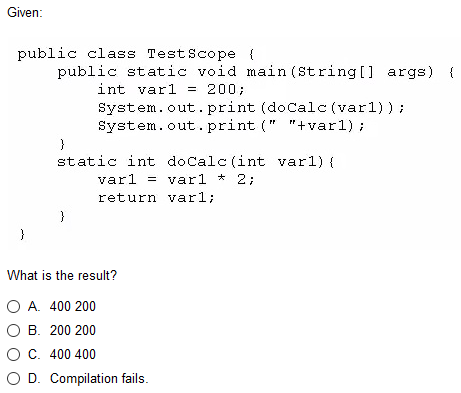 Given:
public class TestScope {
public static void main(String[] args) {
int var1 = 200;
System.out.print(doCalc(var1));
System.out.print(" "+var1);
}
static int doCalc(int var1){
var1 = var1 * 2;
return var1;
}
}
What is the result?
A. 400 200
B. 200 200
C. 400 400
D. Compilation fails.